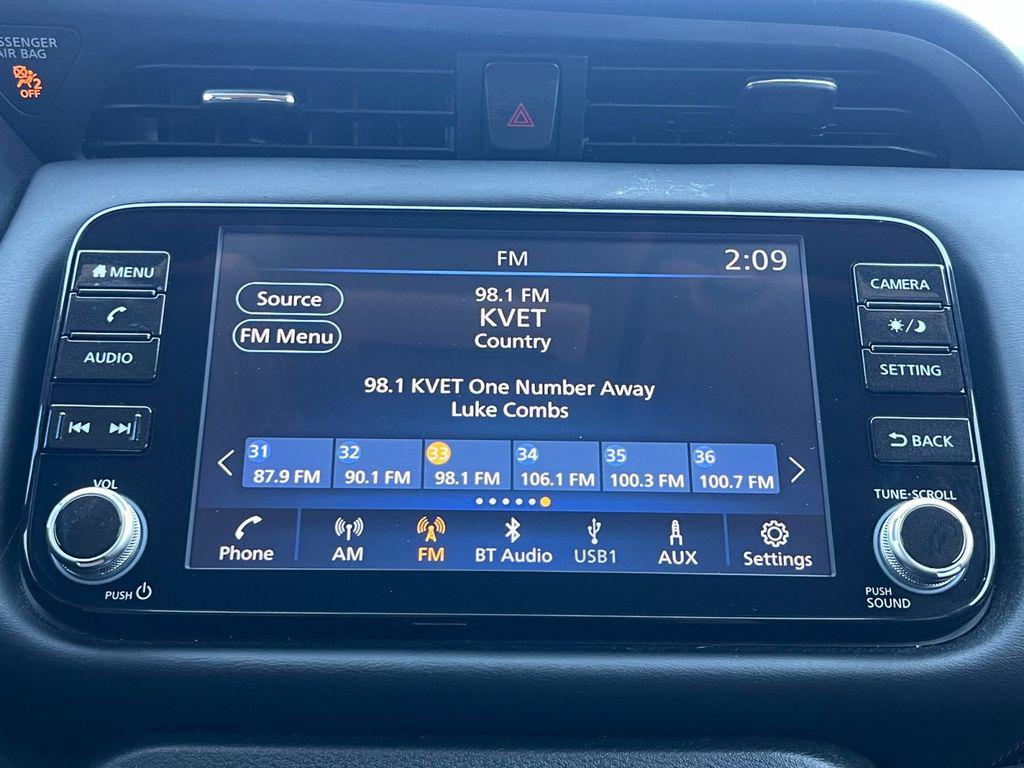 PASSENGER
AIR BAG
2
OFF
MENU
AUDIO
VOL
PUSH
FM
2:09
Source
FM Menu
98.1 FM
KVET
Country
98.1 KVET One Number Away
Luke Combs
31 32 33 34 35 36
87.9 FM 90.1 FM 98.1 FM 106.1 FM 100.3 FM 100.7 FM
Phone AM FM BT Audio USB1 AUX Settings
CAMERA
SETTING
BACK
TUNE·SCROLL
PUSH
SOUND